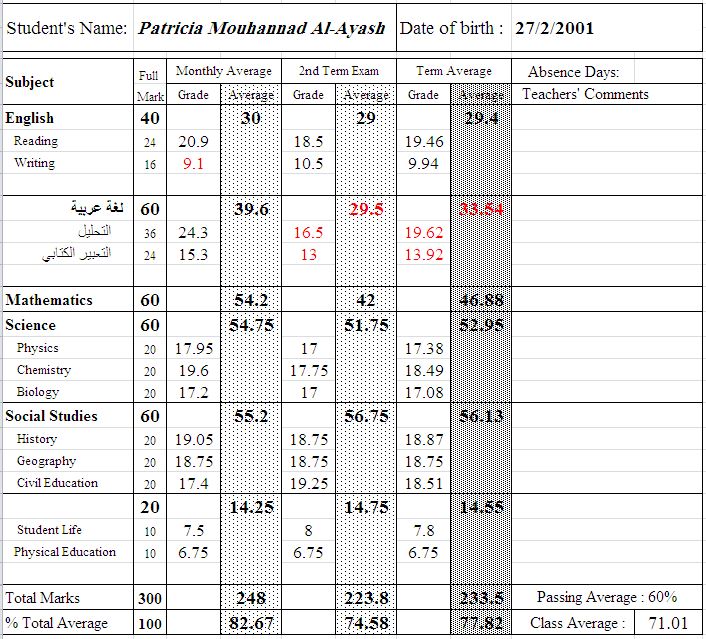 Student's Name: Patricia Mouhannad Al-Ayash Date of birth : 27/2/2001
Subject Full Mark Monthly Average 2nd Term Exam Term Average Absence Days:
Grade Average Grade Average Grade Average Teachers' Comments
English 40 30 29 29.4
Reading 24 20.9 18.5 19.46
Writing 16 9.1 10.5 9.94
لغة عربية 60 39.6 29.5 33.54
التحليل 36 24.3 16.5 19.62
التعبير الكتابي 24 15.3 13 13.92
Mathematics 60 54.2 42 46.88
Science 60 54.75 51.75 52.95
Physics 20 17.95 17 17.38
Chemistry 20 19.6 17.75 18.49
Biology 20 17.2 17 17.08
Social Studies 60 55.2 56.75 56.13
History 20 19.05 18.75 18.87
Geography 20 18.75 18.75 18.75
Civil Education 20 17.4 19.25 18.51
20 14.25 14.75 14.55
Student Life 10 7.5 8 7.8
Physical Education 10 6.75 6.75 6.75
Total Marks 300 248 223.8 233.5 Passing Average : 60%
% Total Average 100 82.67 74.58 77.82 Class Average : 71.01